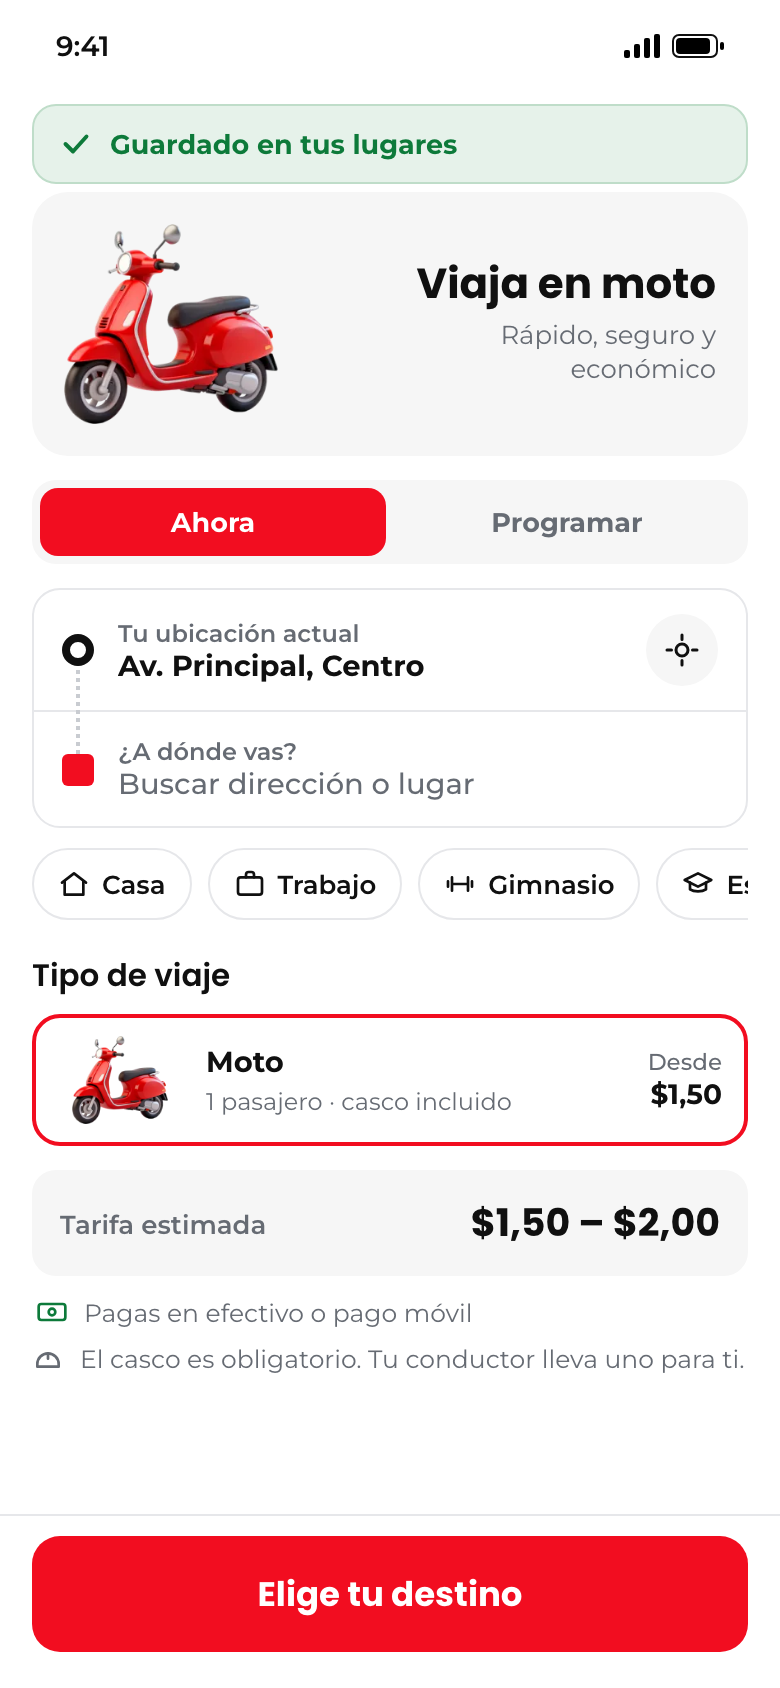 9:41
Guardado en tus lugares
Viaja en moto
Rápido, seguro y
económico
Ahora
Programar
Tu ubicación actual
Av. Principal, Centro
¿A dónde vas?
Buscar dirección o lugar
Casa
Trabajo
Gimnasio
Tipo de viaje
Moto
1 pasajero · casco incluido
Desde
$1,50
Tarifa estimada
$1,50 – $2,00
Pagas en efectivo o pago móvil
El casco es obligatorio. Tu conductor lleva uno para ti.
Elige tu destino